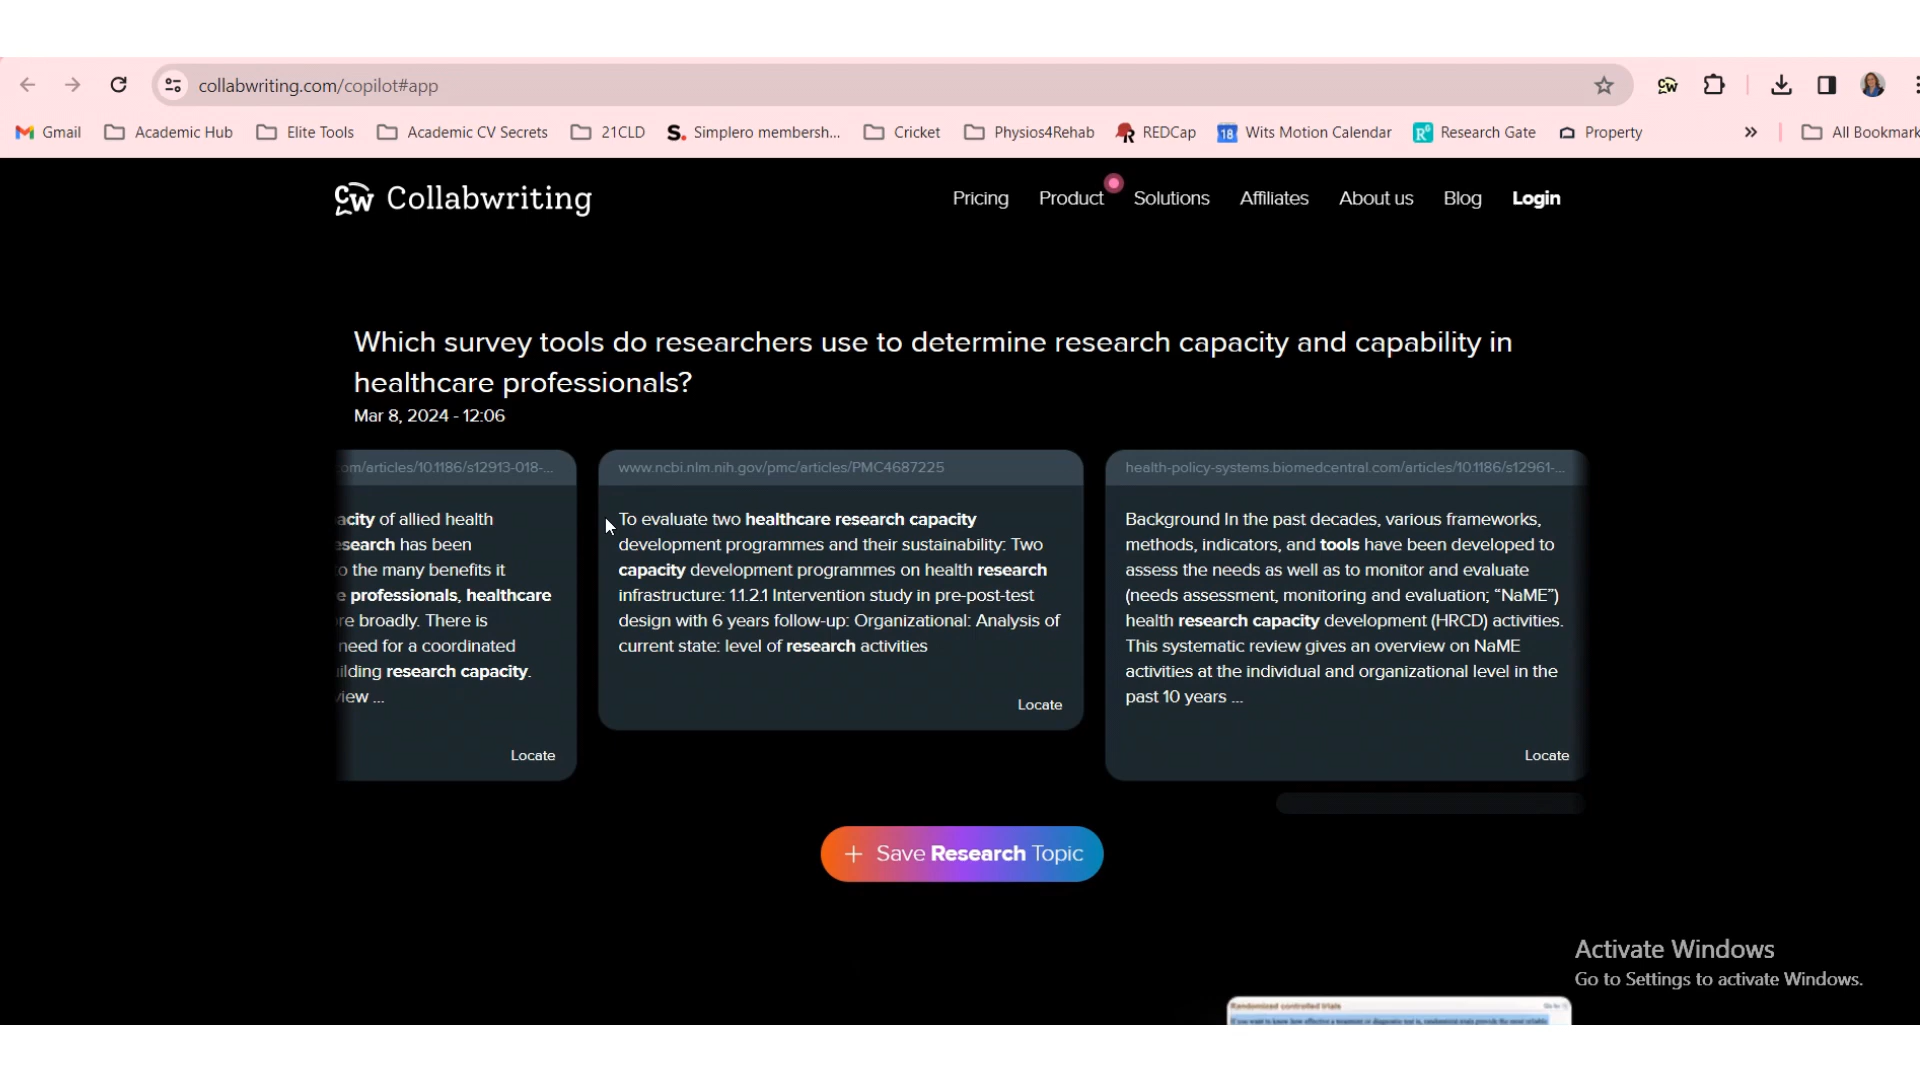 collabwriting.com/copilot#app
Gmail Academic Hub Elite Tools Academic CV Secrets 21CLD S. Simplero membersh... Cricket Physios4Rehab REDCap 18 Wits Motion Calendar Research Gate Property » All Bookmark
cw Collabwriting Pricing Product Solutions Affiliates About us Blog Login
Which survey tools do researchers use to determine research capacity and capability in
healthcare professionals?
Mar 8, 2024 - 12:06
om/articles/10.1186/s12913-018-...
acity of allied health
esearch has been
o the many benefits it
e professionals, healthcare
re broadly. There is
need for a coordinated
ilding research capacity.
view ...
Locate
www.ncbi.nlm.nih.gov/pmc/articles/PMC4687225
To evaluate two healthcare research capacity
development programmes and their sustainability: Two
capacity development programmes on health research
infrastructure: 1.1.2.1 Intervention study in pre-post-test
design with 6 years follow-up: Organizational: Analysis of
current state: level of research activities
Locate
health-policy-systems.biomedcentral.com/articles/10.1186/s12961-...
Background In the past decades, various frameworks,
methods, indicators, and tools have been developed to
assess the needs as well as to monitor and evaluate
(needs assessment, monitoring and evaluation; “NaME”)
health research capacity development (HRCD) activities.
This systematic review gives an overview on NaME
activities at the individual and organizational level in the
past 10 years ...
Locate
+ Save Research Topic
Activate Windows
Go to Settings to activate Windows.
Randomized controlled trials